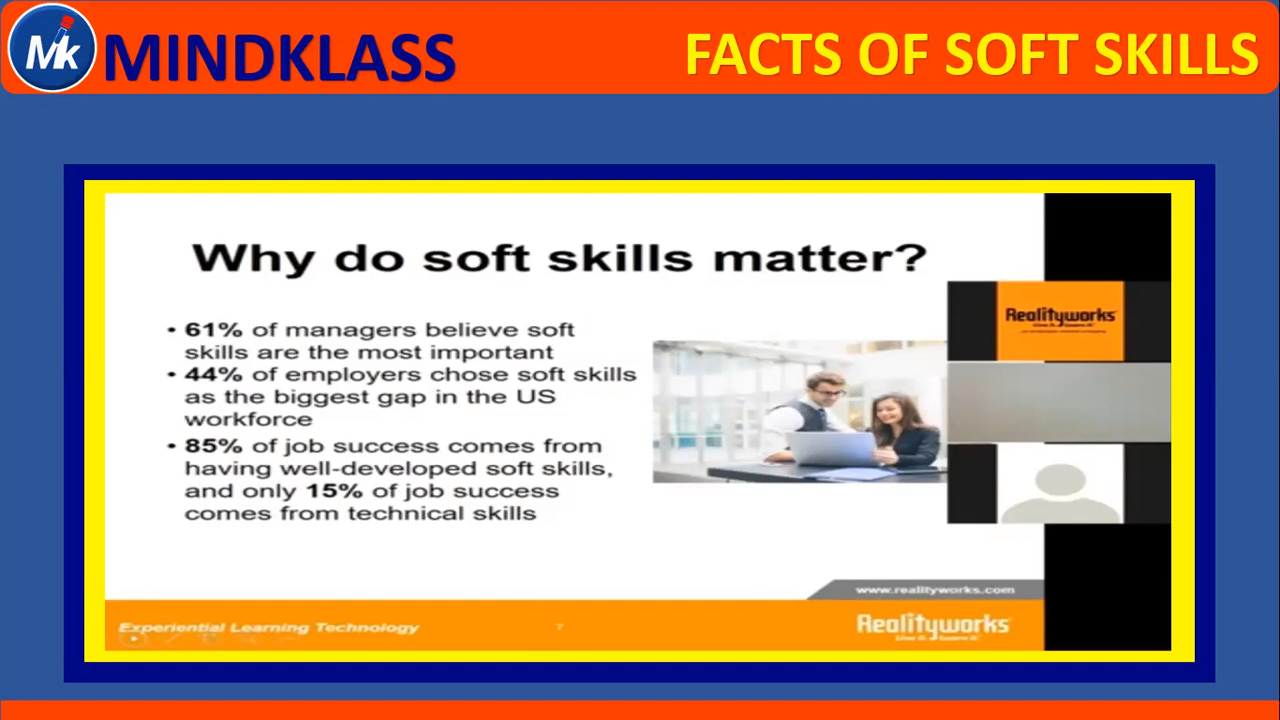 Mk MINDKLASS
FACTS OF SOFT SKILLS
Why do soft skills matter?
• 61% of managers believe soft
skills are the most important
• 44% of employers chose soft skills
as the biggest gap in the US
workforce
• 85% of job success comes from
having well-developed soft skills,
and only 15% of job success
comes from technical skills
Realityworks
www.realityworks.com
Experiential Learning Technology
7
Realityworks